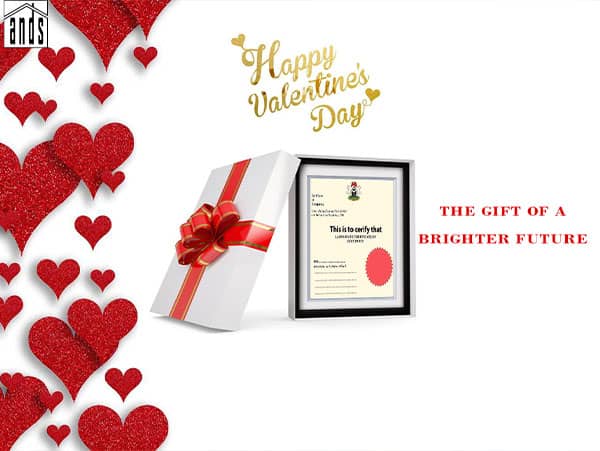 ands
Happy
Valentine's
Day
This is to cerify that
THE GIFT OF A
BRIGHTER FUTURE